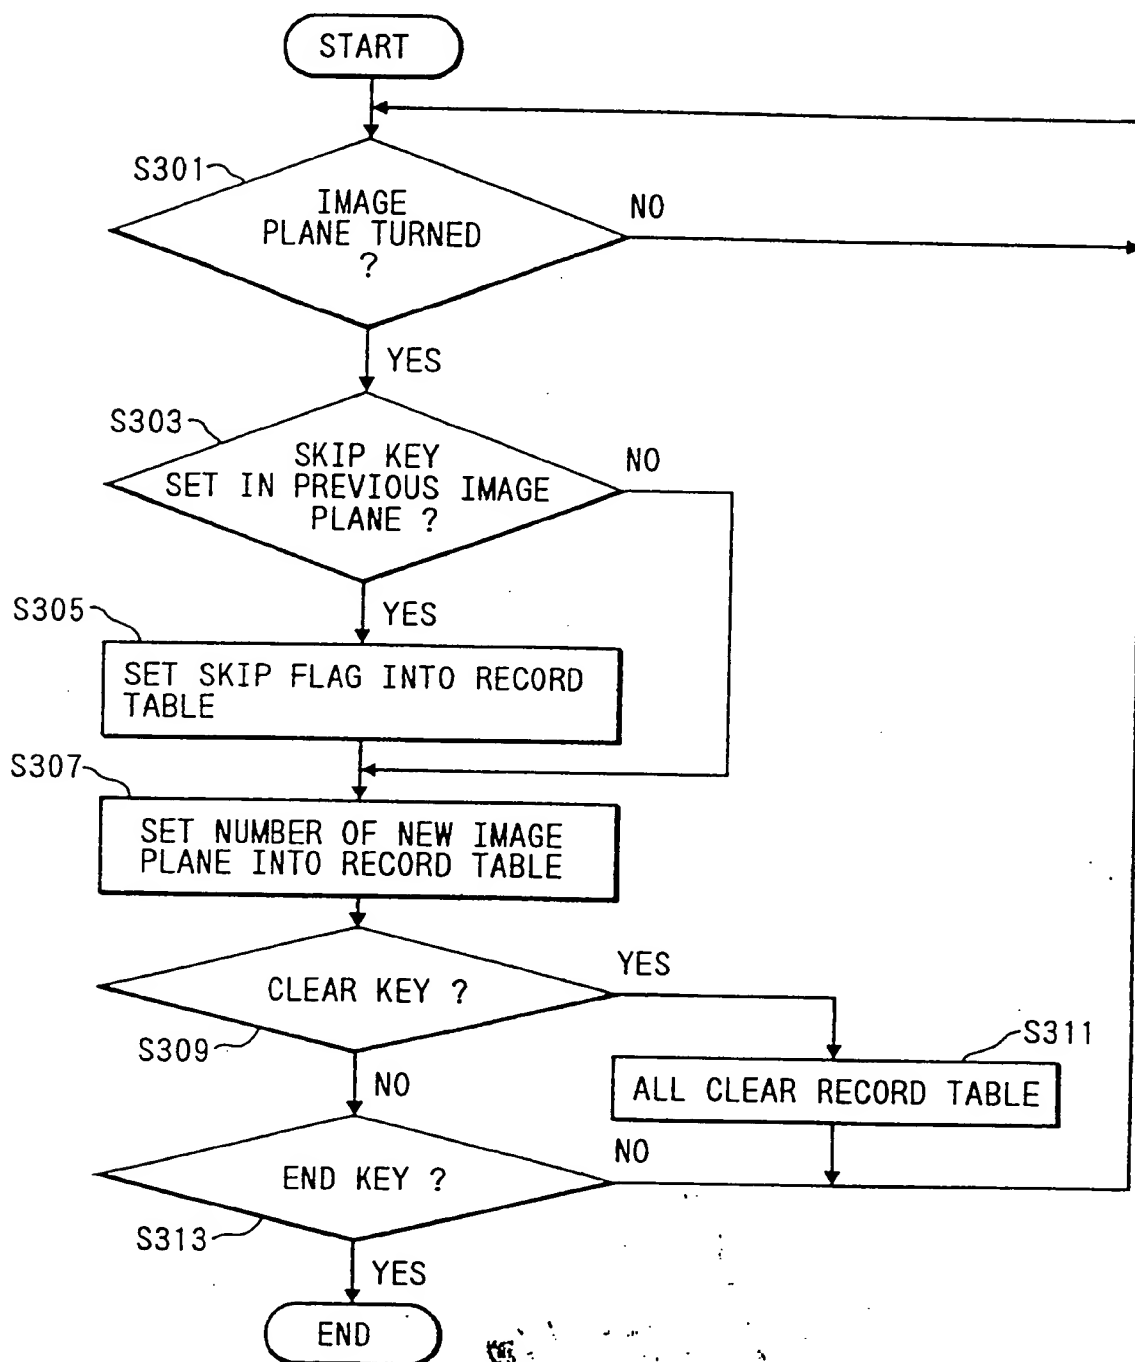 START
S301
IMAGE
PLANE TURNED
?
NO
YES
S303
SKIP KEY
SET IN PREVIOUS IMAGE
PLANE ?
NO
YES
S305
SET SKIP FLAG INTO RECORD
TABLE
S307
SET NUMBER OF NEW IMAGE
PLANE INTO RECORD TABLE
CLEAR KEY ?
YES
S309
NO
S311
ALL CLEAR RECORD TABLE
END KEY ?
NO
S313
YES
END